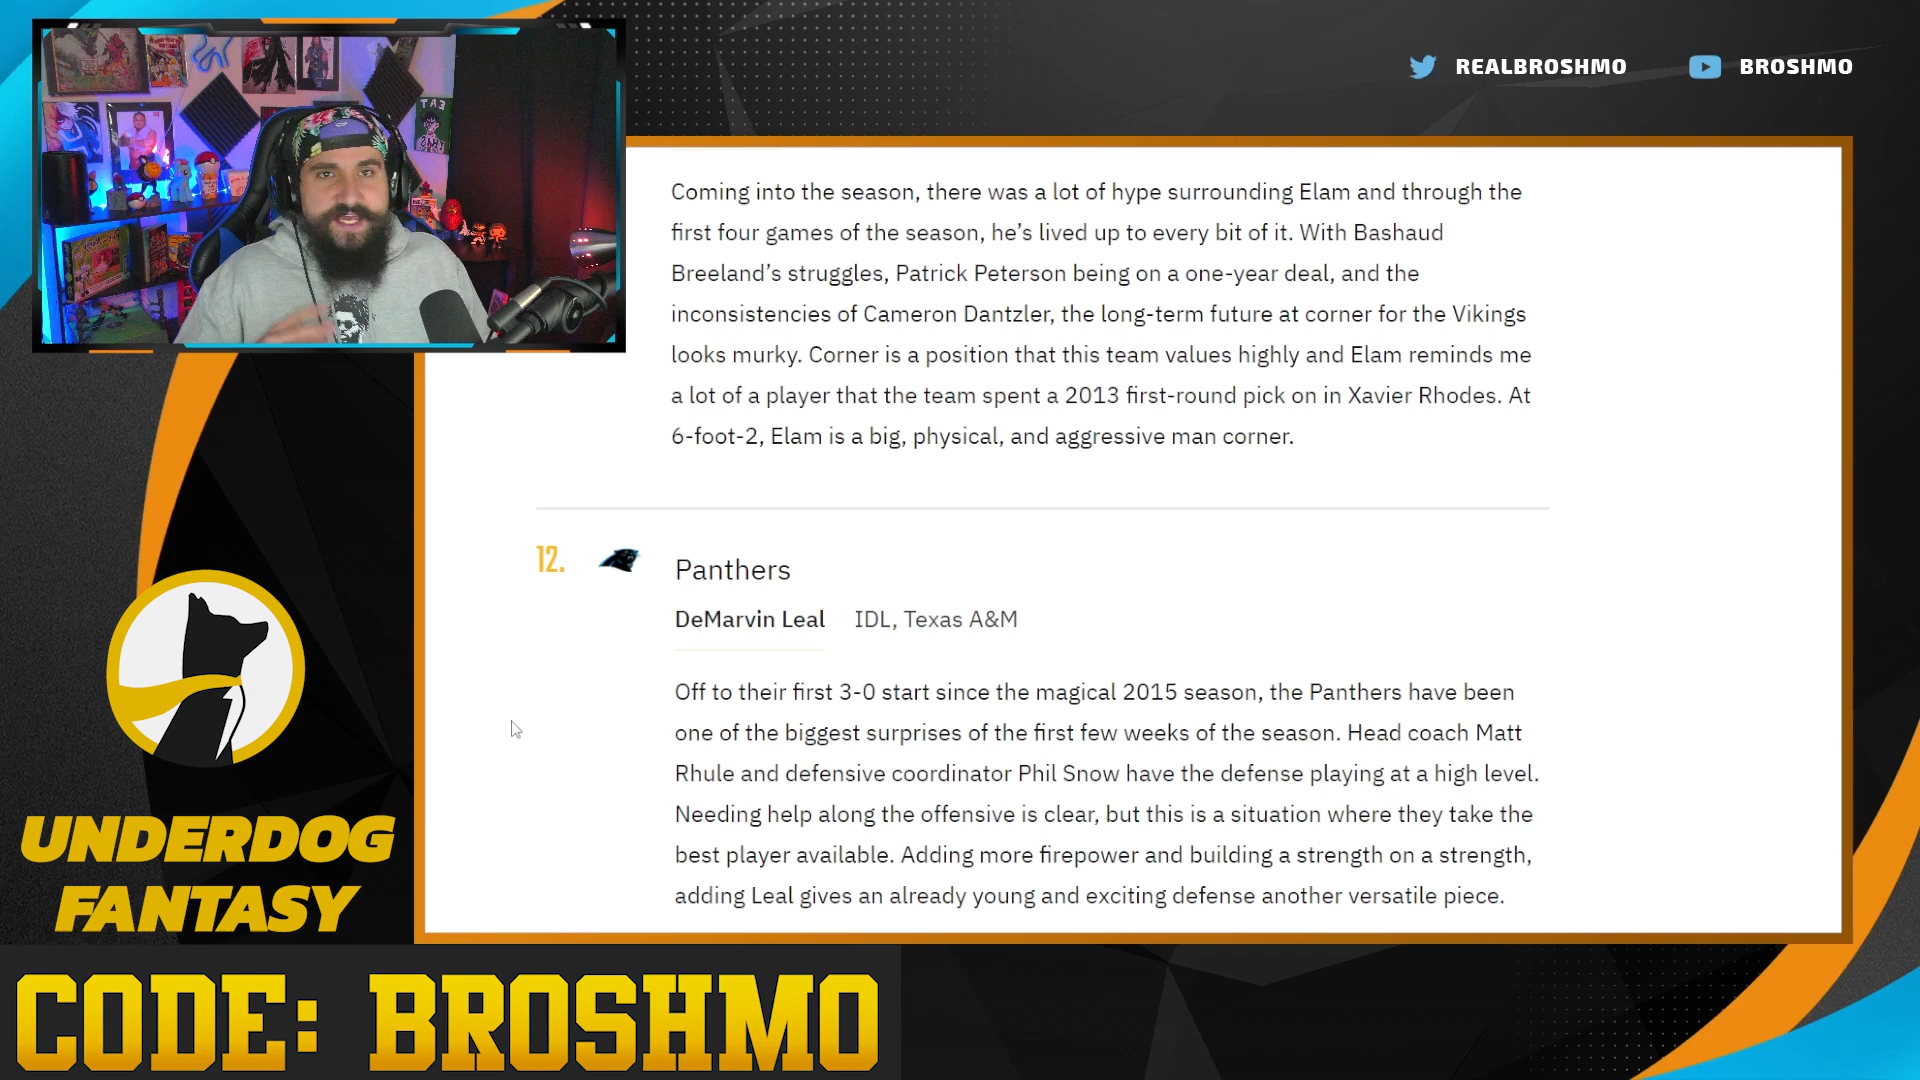 REALBROSHMO
BROSHMO
EAT
Coming into the season, there was a lot of hype surrounding Elam and through the
first four games of the season, he's lived up to every bit of it. With Bashaud
Breeland's struggles, Patrick Peterson being on a one-year deal, and the
inconsistencies of Cameron Dantzler, the long-term future at corner for the Vikings
looks murky. Corner is a position that this team values highly and Elam reminds me
a lot of a player that the team spent a 2013 first-round pick on in Xavier Rhodes. At
6-foot-2, Elam is a big, physical, and aggressive man corner.
12.
Panthers
DeMarvin Leal IDL, Texas A&M
Off to their first 3-0 start since the magical 2015 season, the Panthers have been
one of the biggest surprises of the first few weeks of the season. Head coach Matt
Rhule and defensive coordinator Phil Snow have the defense playing at a high level.
Needing help along the offensive is clear, but this is a situation where they take the
best player available. Adding more firepower and building a strength on a strength,
adding Leal gives an already young and exciting defense another versatile piece.
UNDERDOG
FANTASY
CODE: BROSHMO